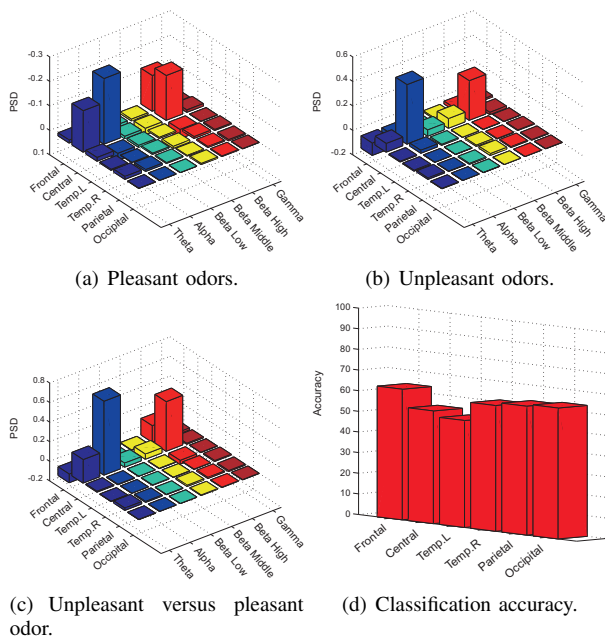 -0.3
-0.2
-0.1
0
0.1
PSD
Frontal
Central
Temp.L
Temp.R
Parietal
Occipital
Theta
Alpha
Beta Low
Beta Middle
Beta High
Gamma
(a) Pleasant odors.
0.6
0.4
0.2
0
-0.2
PSD
Frontal
Central
Temp.L
Temp.R
Parietal
Occipital
Theta
Alpha
Beta Low
Beta Middle
Beta High
Gamma
(b) Unpleasant odors.
0.8
0.6
0.4
0.2
0
-0.2
PSD
Frontal
Central
Temp.L
Temp.R
Parietal
Occipital
Theta
Alpha
Beta Low
Beta Middle
Beta High
Gamma
(c) Unpleasant versus pleasant
odor.
100
90
80
70
60
50
40
30
20
10
0
Accuracy
Frontal
Central
Temp.L
Temp.R
Parietal
Occipital
(d) Classification accuracy.